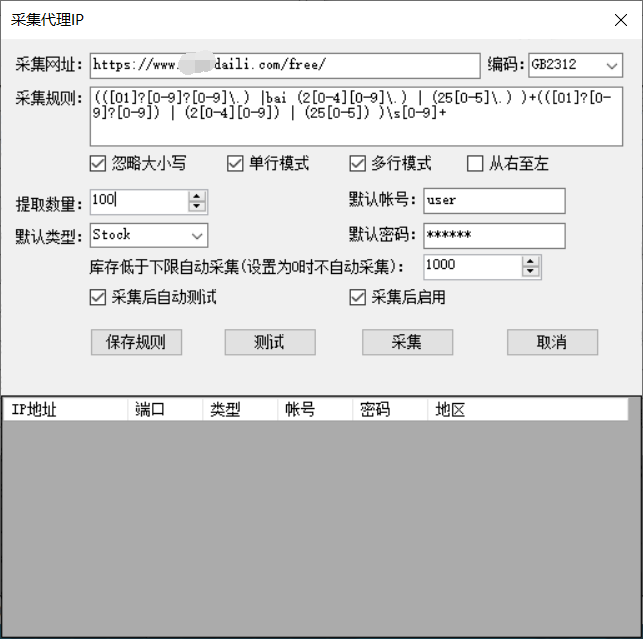 采集代理IP
采集网址: https://www. daili.com/free/ 编码: GB2312
采集规则: (([01]?[0-9]?[0-9]\.) |bai (2[0-4][0-9]\.) | (25[0-5]\.) )+(([01]?[0-
9]?[0-9]) | (2[0-4][0-9]) | (25[0-5]) )\s[0-9]+
忽略大小写 单行模式 多行模式 从右至左
提取数量: 100 默认帐号: user
默认类型: Stock 默认密码: ******
库存低于下限自动采集(设置为0时不自动采集): 1000
采集后自动测试 采集后启用
保存规则 测试 采集 取消
IP地址 端口 类型 帐号 密码 地区